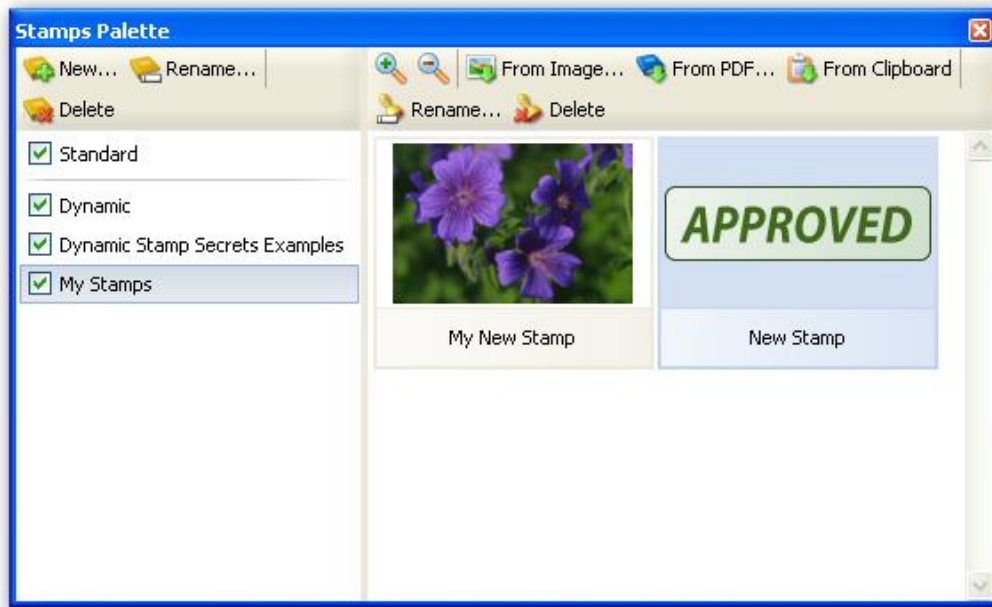 Stamps Palette
New... Rename...
Delete
From Image... From PDF... From Clipboard
Rename... Delete
Standard
Dynamic
Dynamic Stamp Secrets Examples
My Stamps
APPROVED
My New Stamp
New Stamp